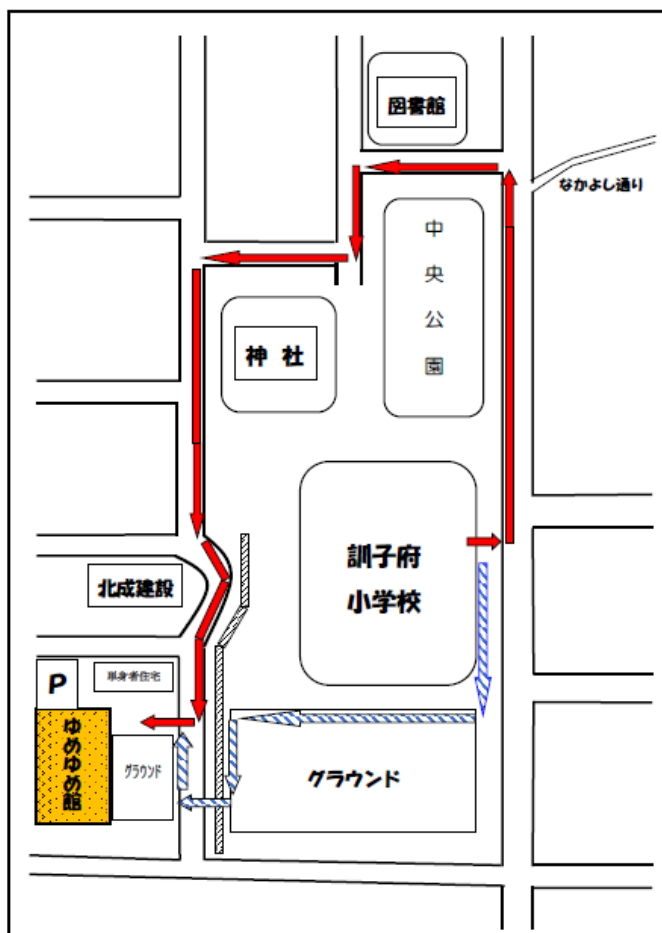 図書館
なかよし通り
中央公園
神社
訓子府
小学校
北成建設
単身者住宅
P
ゆめゆめ館
グラウンド
グラウンド